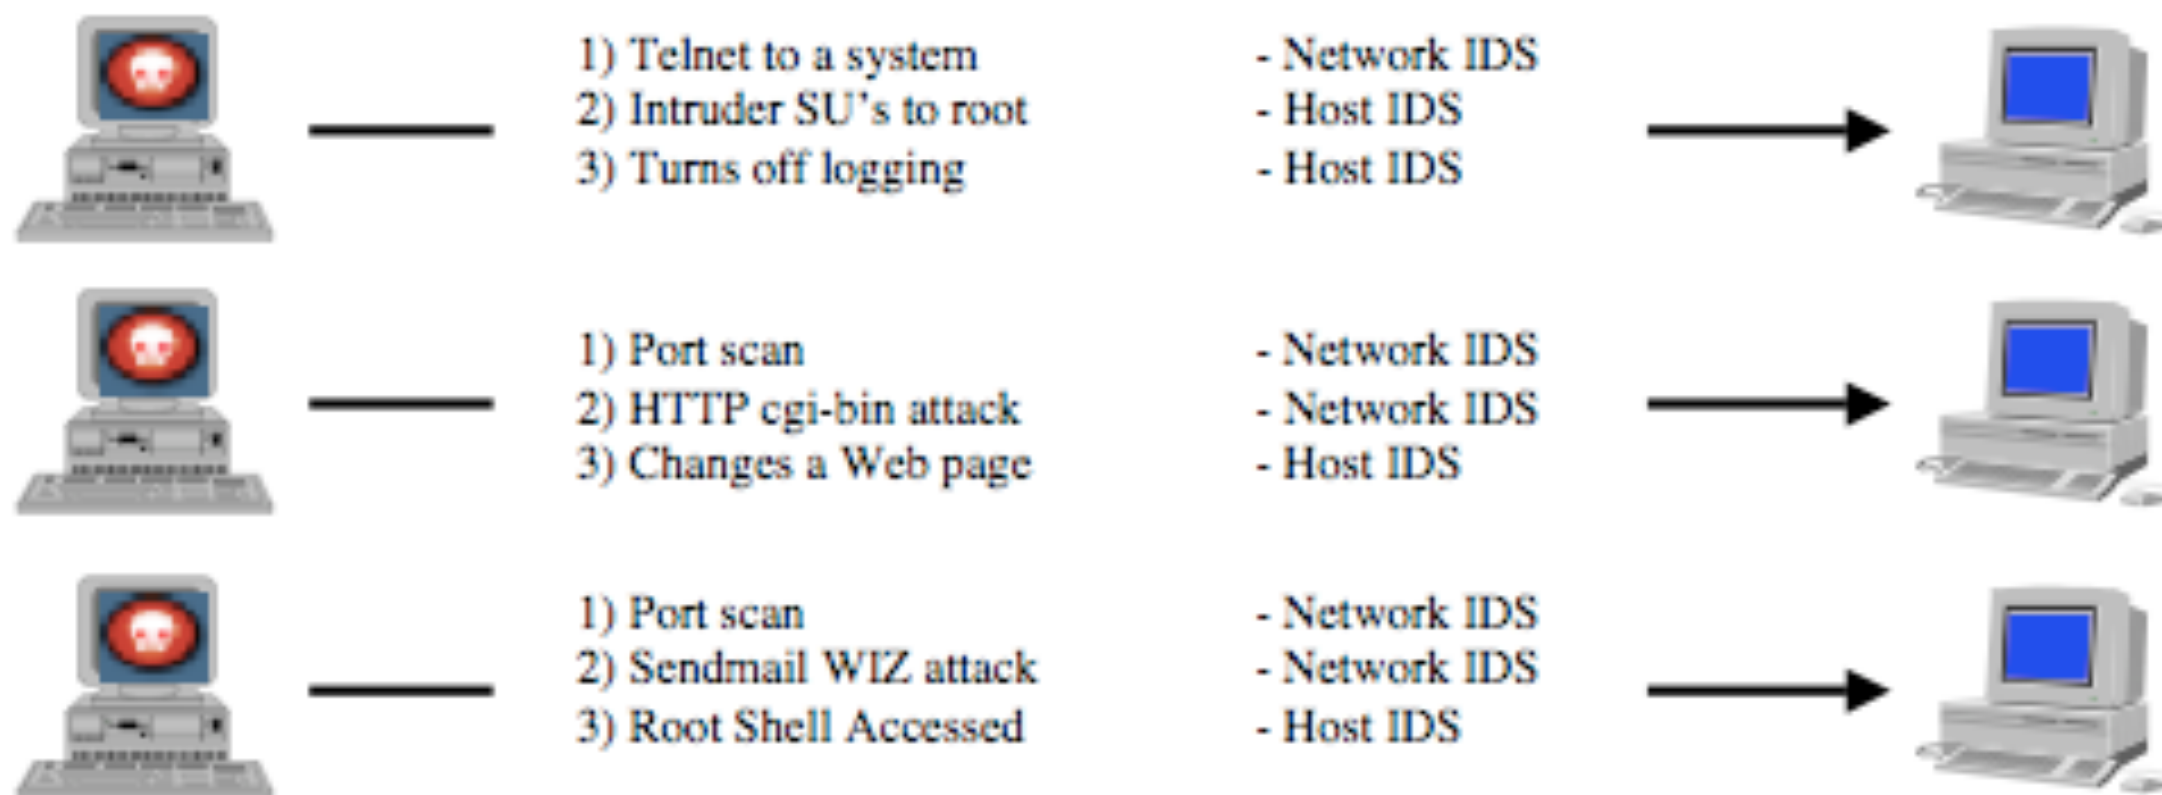 1) Telnet to a system - Network IDS
2) Intruder SU's to root - Host IDS
3) Turns off logging - Host IDS
1) Port scan - Network IDS
2) HTTP cgi-bin attack - Network IDS
3) Changes a Web page - Host IDS
1) Port scan - Network IDS
2) Sendmail WIZ attack - Network IDS
3) Root Shell Accessed - Host IDS